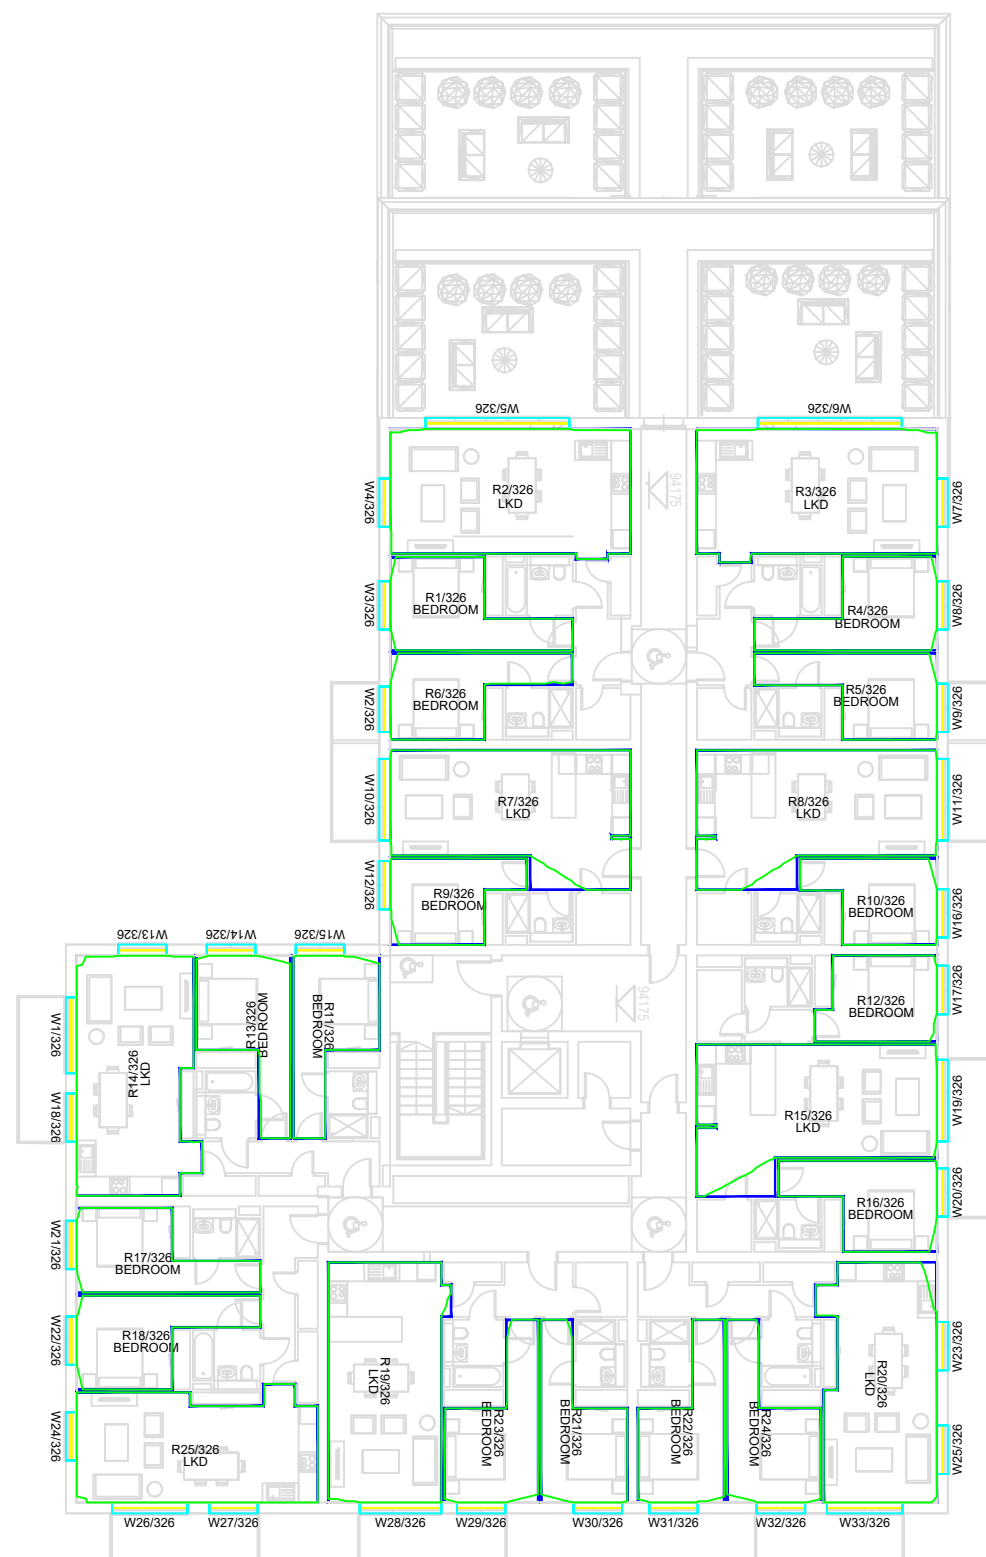 W5/326
W6/326
W4/326
R2/326
LKD
94175
R3/326
LKD
W7/326
W3/326
R1/326
BEDROOM
R4/326
BEDROOM
W8/326
W2/326
R6/326
BEDROOM
R5/326
BEDROOM
W9/326
W10/326
R7/326
LKD
R8/326
LKD
W11/326
W12/326
R9/326
BEDROOM
R10/326
BEDROOM
W16/326
W13/326
W14/326
W15/326
W1/326
R14/326
LKD
R13/326
BEDROOM
R11/326
BEDROOM
94175
R12/326
BEDROOM
W17/326
W18/326
R15/326
LKD
W19/326
R16/326
BEDROOM
W20/326
W21/326
R17/326
BEDROOM
W22/326
R18/326
BEDROOM
W24/326
R25/326
LKD
R19/326
LKD
R23/326
BEDROOM
R21/326
BEDROOM
R22/326
BEDROOM
R24/326
BEDROOM
R20/326
LKD
W23/326
W25/326
W26/326
W27/326
W28/326
W29/326
W30/326
W31/326
W32/326
W33/326